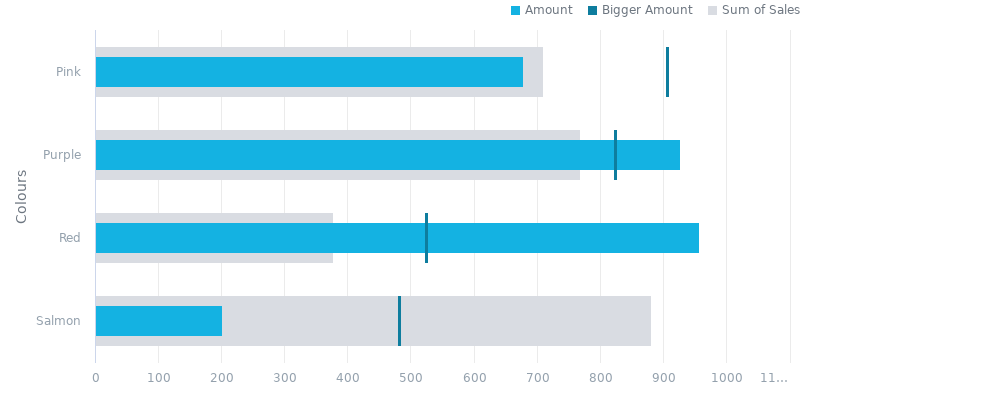 Amount Bigger Amount Sum of Sales
Pink
Purple
Colours
Red
Salmon
0 100 200 300 400 500 600 700 800 900 1000 11...